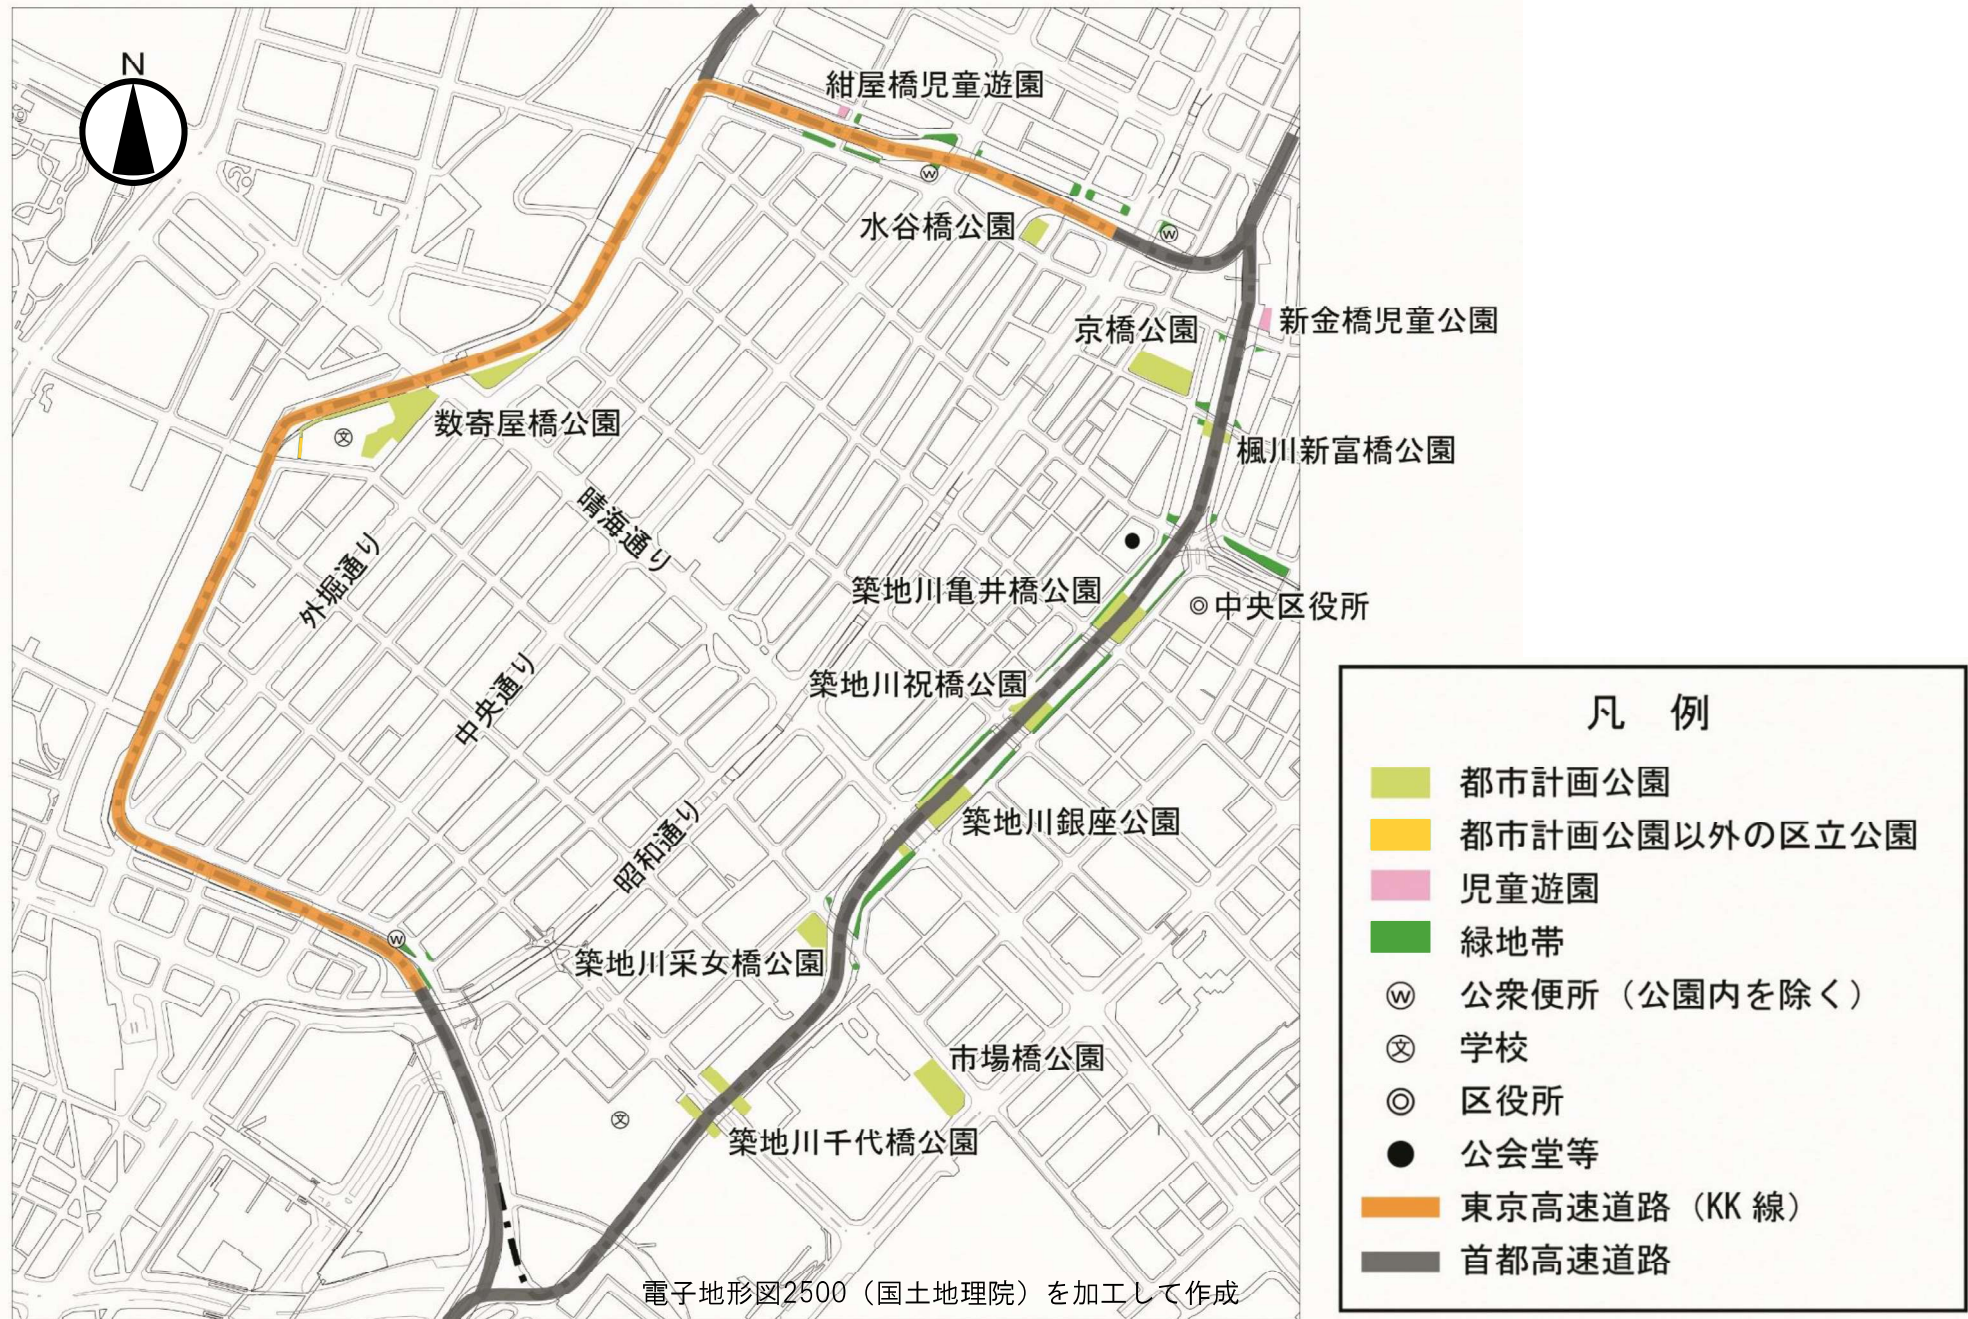 N
紺屋橋児童遊園
水谷橋公園
京橋公園
新金橋児童公園
数寄屋橋公園
楓川新富橋公園
晴海通り
外堀通り
築地川亀井橋公園
中央区役所
中央通り
築地川祝橋公園
築地川銀座公園
昭和通り
築地川采女橋公園
市場橋公園
築地川千代橋公園
電子地形図2500（国土地理院）を加工して作成
凡 例
都市計画公園
都市計画公園以外の区立公園
児童遊園
緑地帯
W 公衆便所（公園内を除く）
文 学校
◎ 区役所
● 公会堂等
東京高速道路（KK 線）
首都高速道路